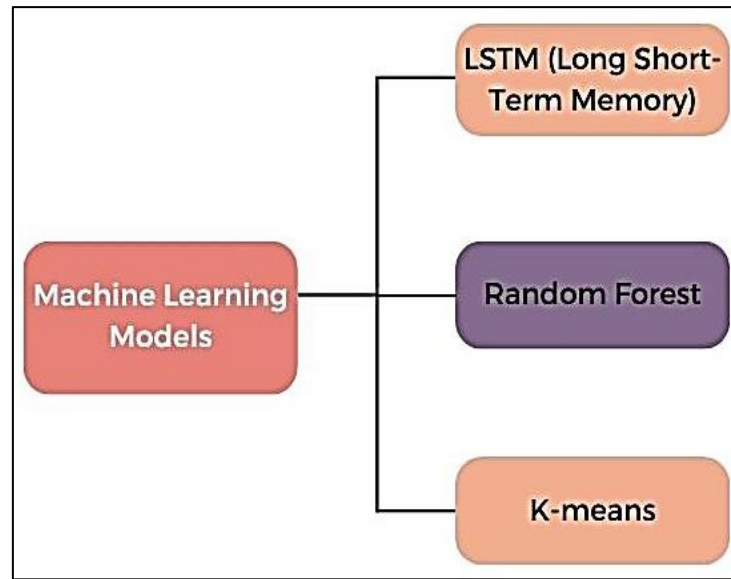 LSTM (Long Short-
Term Memory)
Machine Learning
Models
Random Forest
K-means